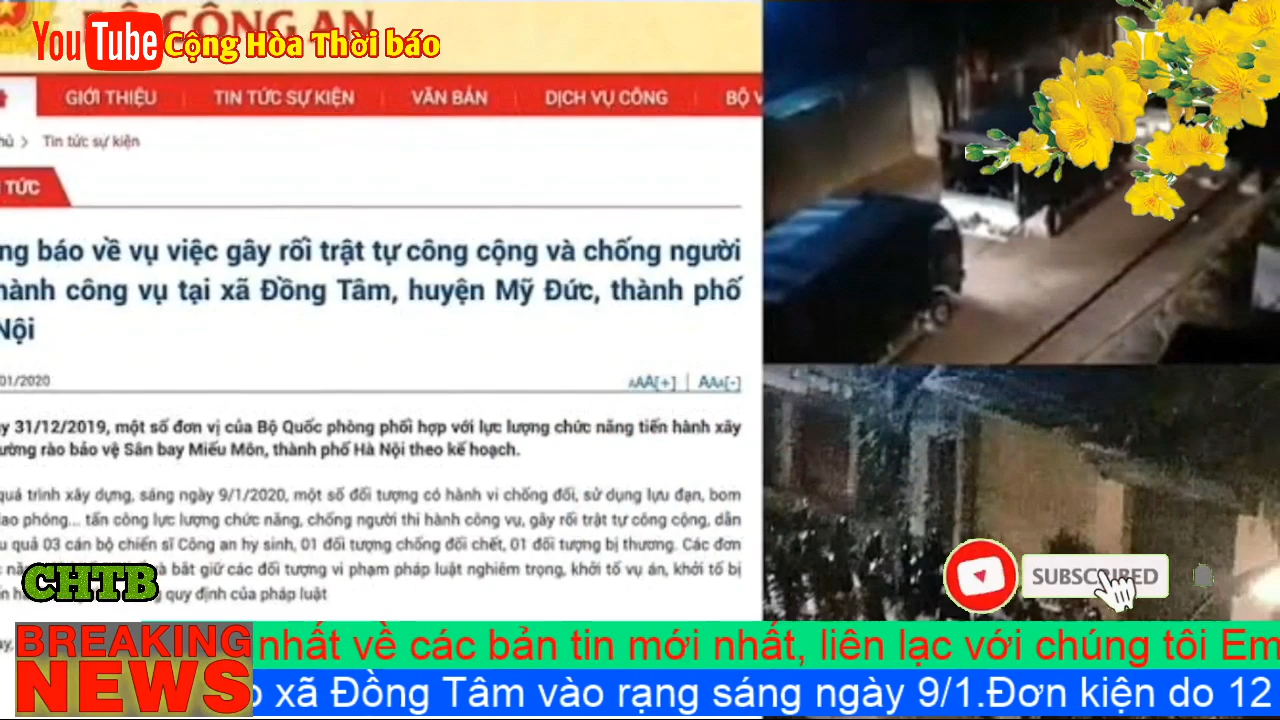 BỘ CÔNG AN
YouTube Cộng Hòa Thời báo
GIỚI THIỆU
TIN TỨC SỰ KIỆN
VĂN BẢN
DỊCH VỤ CÔNG
BỘ V
hủ > Tin tức sự kiện
TỨC
ng báo về vụ việc gây rối trật tự công cộng và chống người
hành công vụ tại xã Đồng Tâm, huyện Mỹ Đức, thành phố
Nội
01/2020
AAA[+] | AAA[-]
y 31/12/2019, một số đơn vị của Bộ Quốc phòng phối hợp với lực lượng chức năng tiến hành xây
ường rào bảo vệ Sân bay Miếu Môn, thành phố Hà Nội theo kế hoạch.
quá trình xây dựng, sáng ngày 9/1/2020, một số đối tượng có hành vi chống đối, sử dụng lựu đạn, bom
dao phóng... tấn công lực lượng chức năng, chống người thi hành công vụ, gây rối trật tự công cộng, dẫn
u quả 03 cán bộ chiến sĩ Công an hy sinh, 01 đối tượng chống đối chết, 01 đối tượng bị thương. Các đơn
và bắt giữ các đối tượng vi phạm pháp luật nghiêm trọng, khởi tố vụ án, khởi tố bị
quy định của pháp luật
CHTB
SUBSCRIBED
BREAKING
NEWS
nhất về các bản tin mới nhất, liên lạc với chúng tôi Em
o xã Đồng Tâm vào rạng sáng ngày 9/1.Đơn kiện do 12